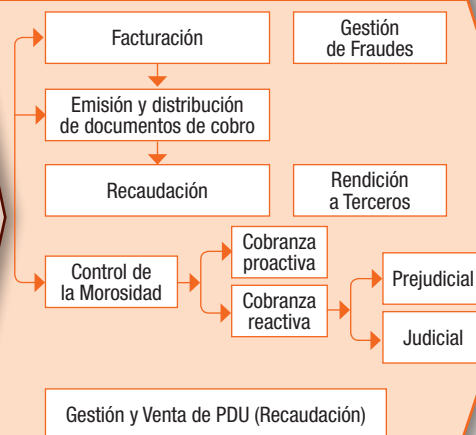 Facturación
Gestión
de Fraudes
Emisión y distribución
de documentos de cobro
Recaudación
Rendición
a Terceros
Control de
la Morosidad
Cobranza
proactiva
Cobranza
reactiva
Prejudicial
Judicial
Gestión y Venta de PDU (Recaudación)